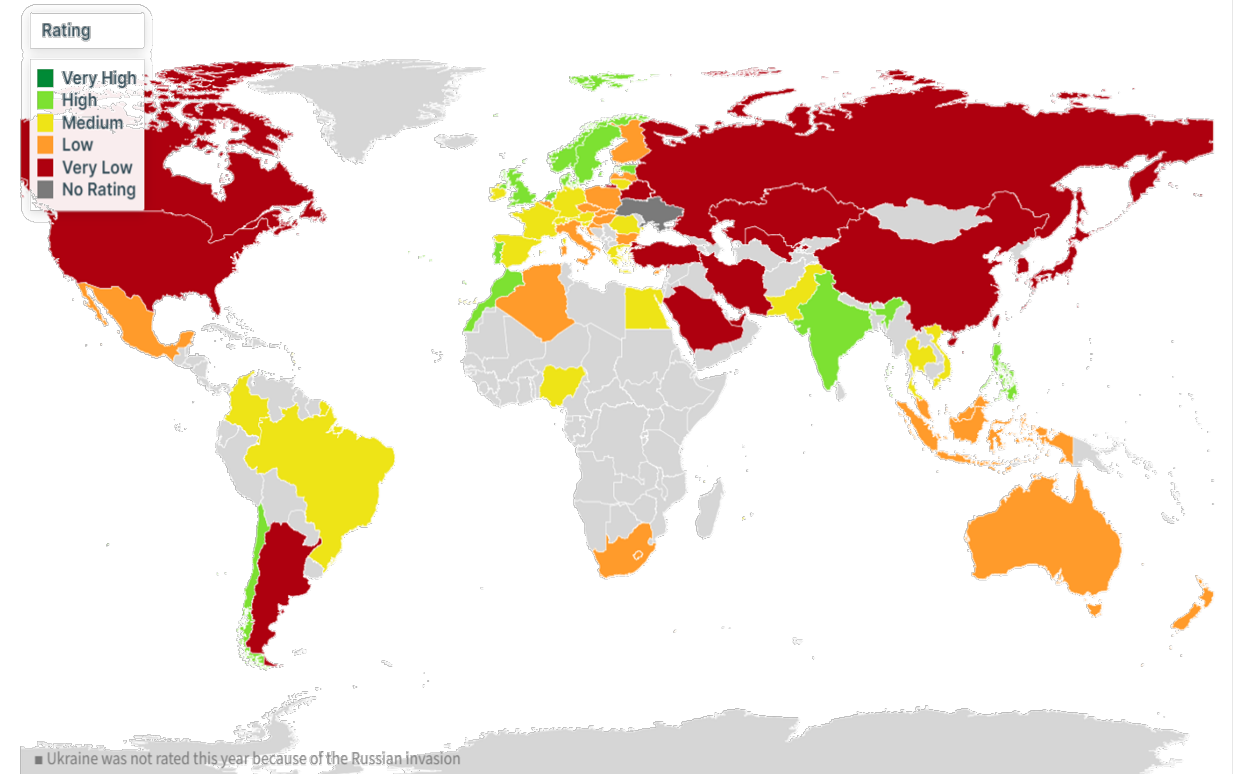 Rating
Very High
High
Medium
Low
Very Low
No Rating
■ Ukraine was not rated this year because of the Russian invasion